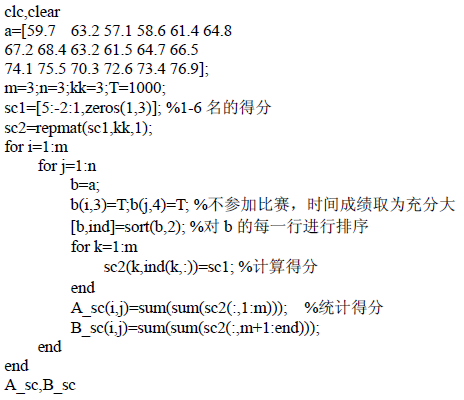 clc,clear
a=[59.7 63.2 57.1 58.6 61.4 64.8
67.2 68.4 63.2 61.5 64.7 66.5
74.1 75.5 70.3 72.6 73.4 76.9];
m=3;n=3;kk=3;T=1000;
sc1=[5:-2:1,zeros(1,3)]; %1-6 名的得分
sc2=repmat(sc1,kk,1);
for i=1:m
for j=1:n
b=a;
b(i,3)=T;b(j,4)=T; %不参加比赛，时间成绩取为充分大
[b,ind]=sort(b,2); %对 b 的每一行进行排序
for k=1:m
sc2(k,ind(k,:))=sc1; %计算得分
end
A_sc(i,j)=sum(sum(sc2(:,1:m))); %统计得分
B_sc(i,j)=sum(sum(sc2(:,m+1:end)));
end
end
A_sc,B_sc